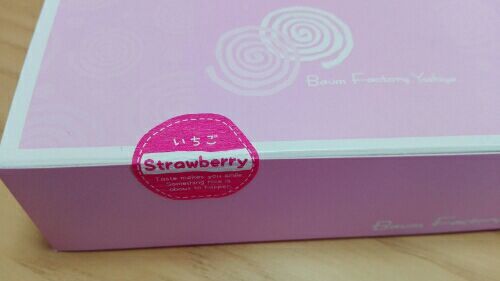 Baum Factory Yoshiya
いちご
Strawberry
Taste makes you smile
Something nice is
about to happen
Baum Factory